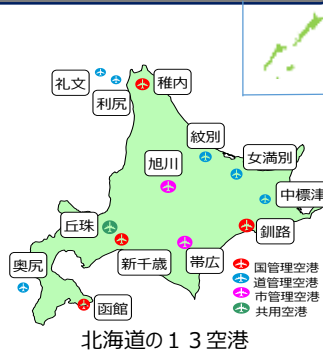 礼文
稚内
利尻
紋別
旭川
女満別
中標津
丘珠
釧路
新千歳
帯広
奥尻
函館
国管理空港
道管理空港
市管理空港
共用空港
北海道の１３空港